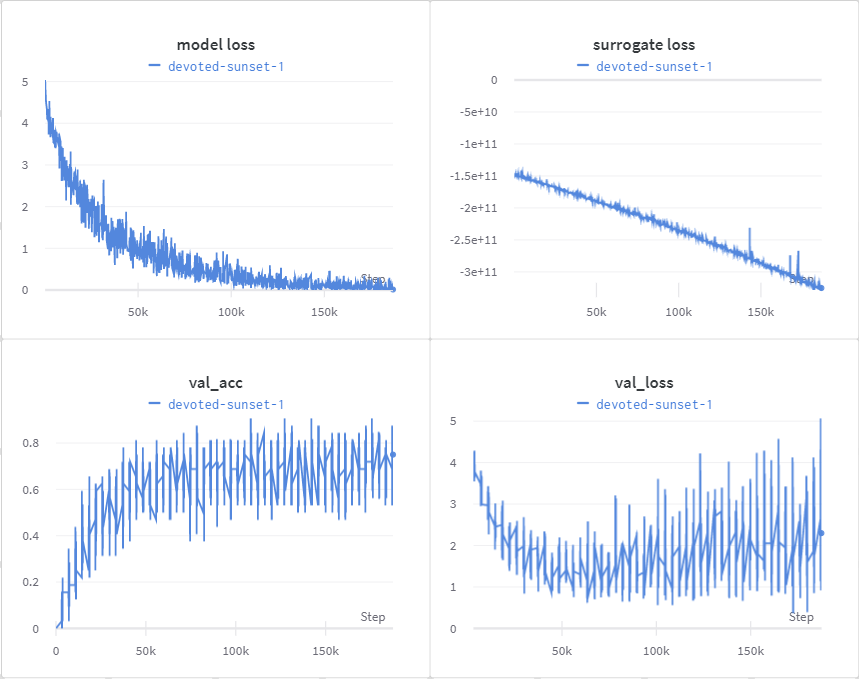 model loss
devoted-sunset-1
5
4
3
2
1
0
50k
100k
150k
Step
surrogate loss
devoted-sunset-1
0
-5e+10
-1e+11
-1.5e+11
-2e+11
-2.5e+11
-3e+11
50k
100k
150k
Step
val_acc
devoted-sunset-1
0.8
0.6
0.4
0.2
0
0
50k
100k
150k
Step
val_loss
devoted-sunset-1
5
4
3
2
1
0
50k
100k
150k
Step